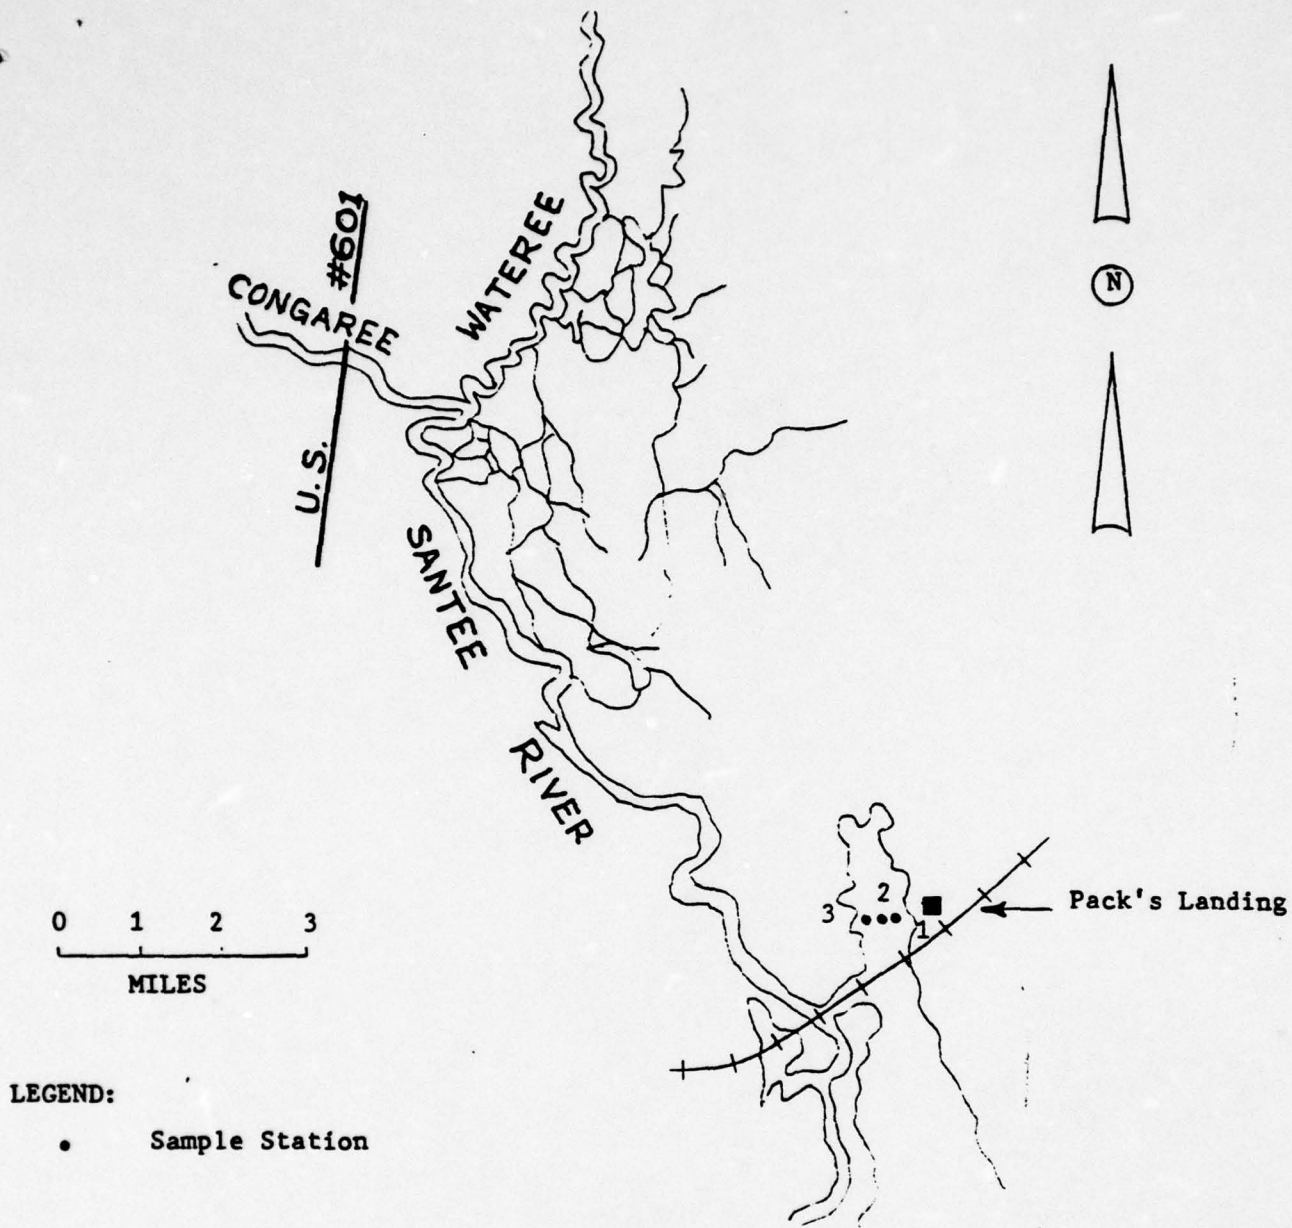 #601
CONGAREE
WATEREE
N
U.S.
SANTEE
RIVER
2
3
1
Pack's Landing
0 1 2 3
MILES
LEGEND:
Sample Station